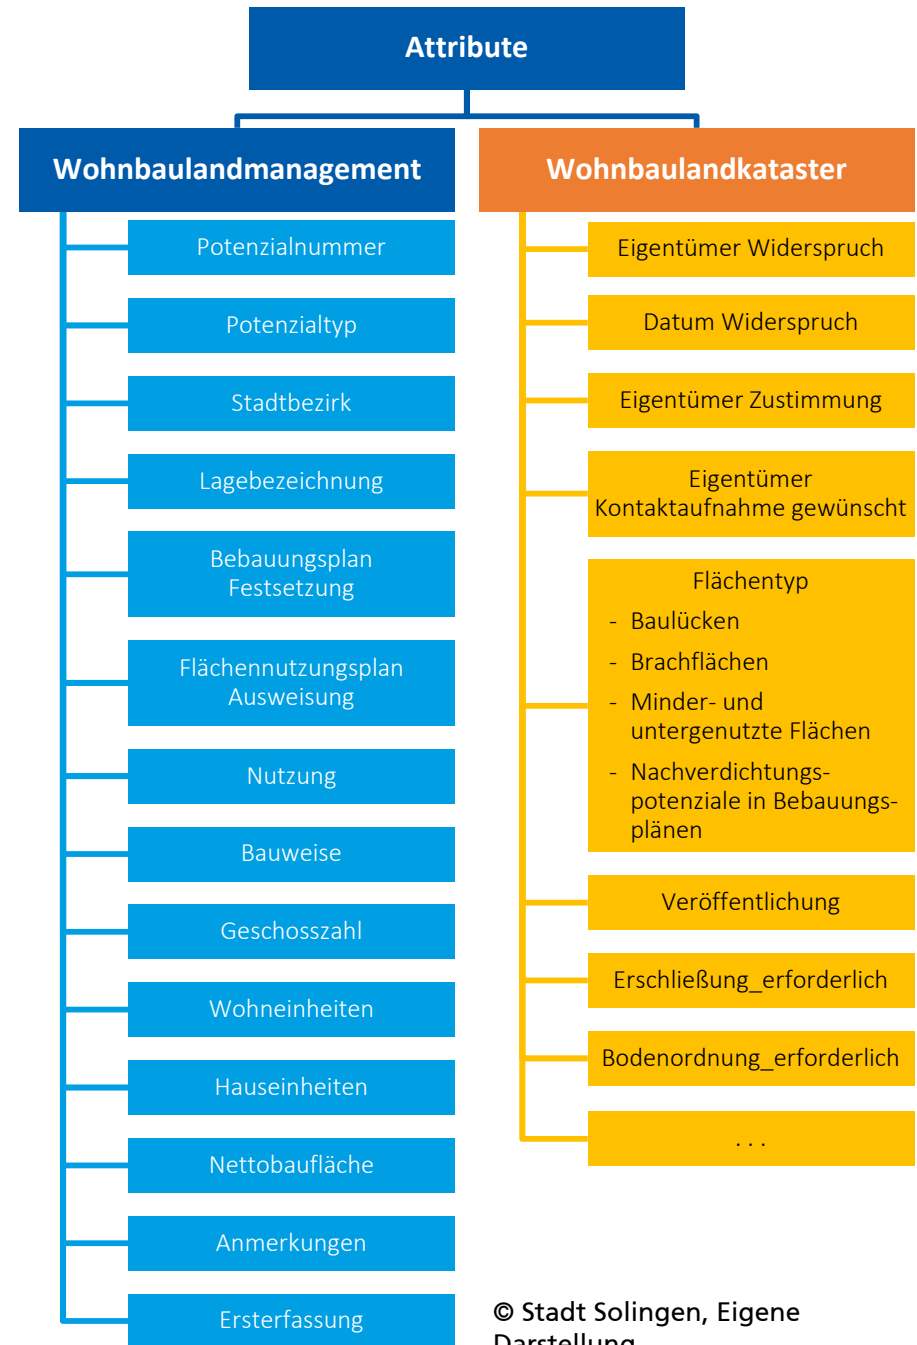 Attribute
Wohnbaulandmanagement
Potenzialnummer
Potenzialtyp
Stadtbezirk
Lagebezeichnung
Bebauungsplan
Festsetzung
Flächennutzungsplan
Ausweisung
Nutzung
Bauweise
Geschosszahl
Wohneinheiten
Hauseinheiten
Nettobaufläche
Anmerkungen
Ersterfassung
Wohnbaulandkataster
Eigentümer Widerspruch
Datum Widerspruch
Eigentümer Zustimmung
Eigentümer
Kontaktaufnahme gewünscht
Flächentyp
- Baulücken
- Brachflächen
- Minder- und
untergenutzte Flächen
- Nachverdichtungs-
potenziale in Bebauungs-
plänen
Veröffentlichung
Erschließung_erforderlich
Bodenordnung_erforderlich
. . .
© Stadt Solingen, Eigene
Darstellung